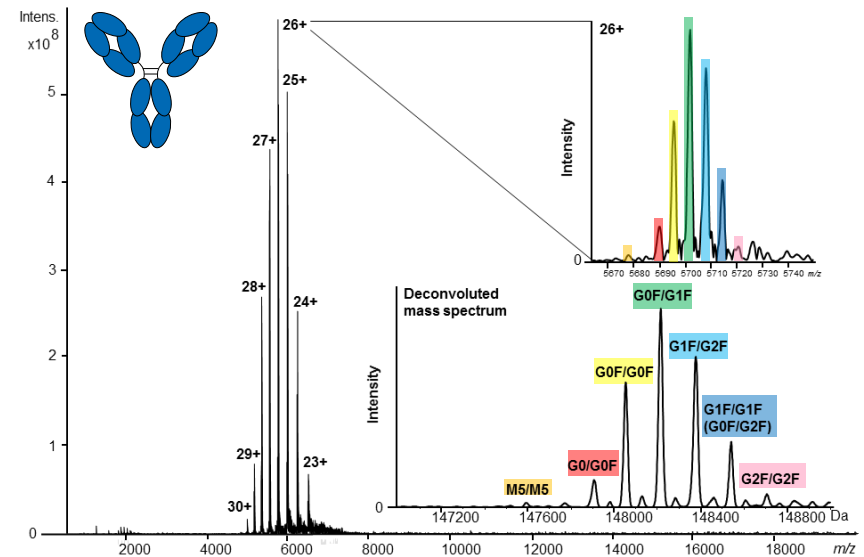 Intens.
x10⁸
5
4
3
2
1
0
2000
4000
6000
8000
10000
12000
14000
16000
18000
m/z
26+
25+
27+
28+
24+
29+
23+
30+
26+
Intensity
0
5670 5680 5690 5700 5710 5720 5730 5740 m/z
Deconvoluted
mass spectrum
Intensity
0
M5/M5
G0/G0F
G0F/G0F
G0F/G1F
G1F/G2F
G1F/G1F
(G0F/G2F)
G2F/G2F
147200 147600 148000 148400 148800 Da